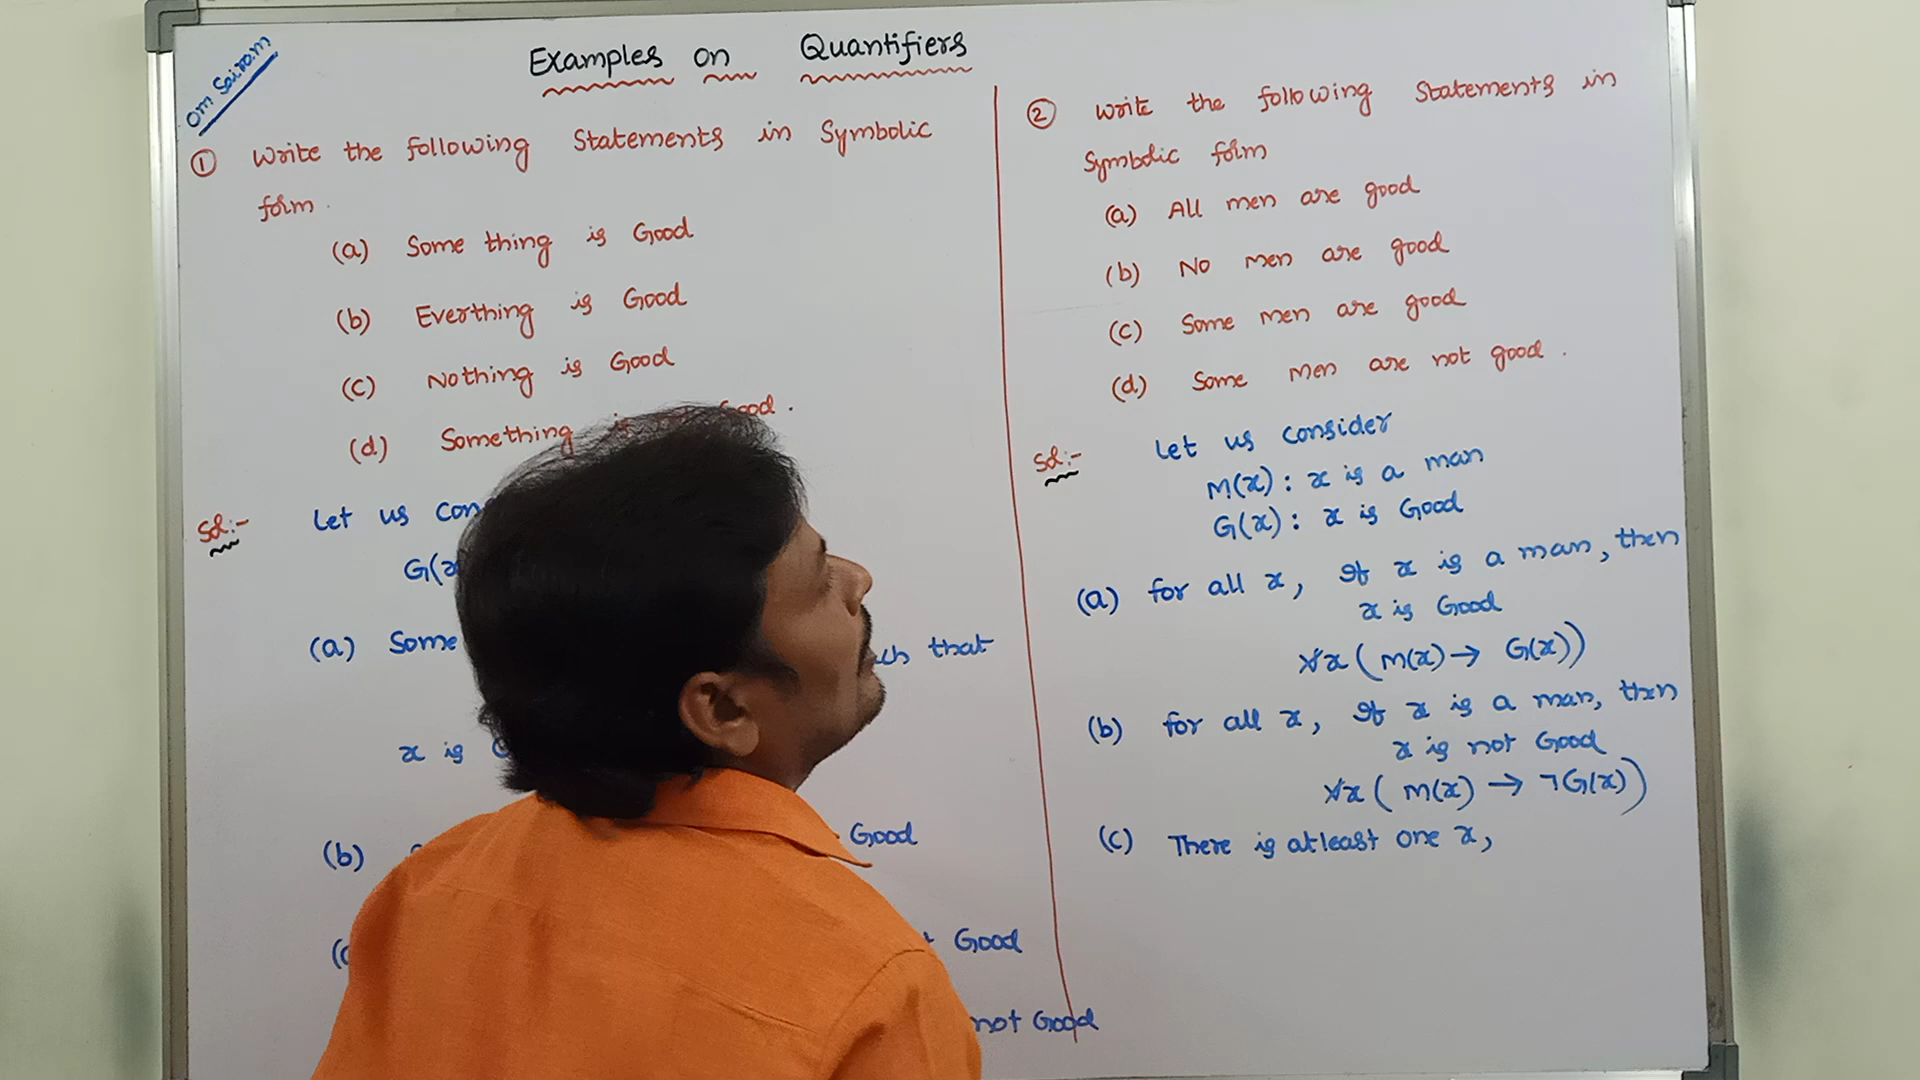 Om Sairam
Examples on Quantifiers
① Write the following Statements in Symbolic
form.
(a) Some thing is Good
(b) Everthing is Good
(c) Nothing is Good
(d) Something is Good.
Sol:- Let us con
G(x
(a) Some ch that
x is G
(b) Good
(c Good
not Good
② Write the following Statements in
Symbolic form
(a) All men are good
(b) No men are good
(c) Some men are good
(d) Some men are not good.
Sol:- Let us consider
M(x): x is a man
G(x): x is Good
(a) for all x, If x is a man, then
x is Good
∀x(M(x)→ G(x))
(b) for all x, If x is a man, then
x is not Good
∀x(M(x) → ¬G(x))
(c) There is atleast one x,